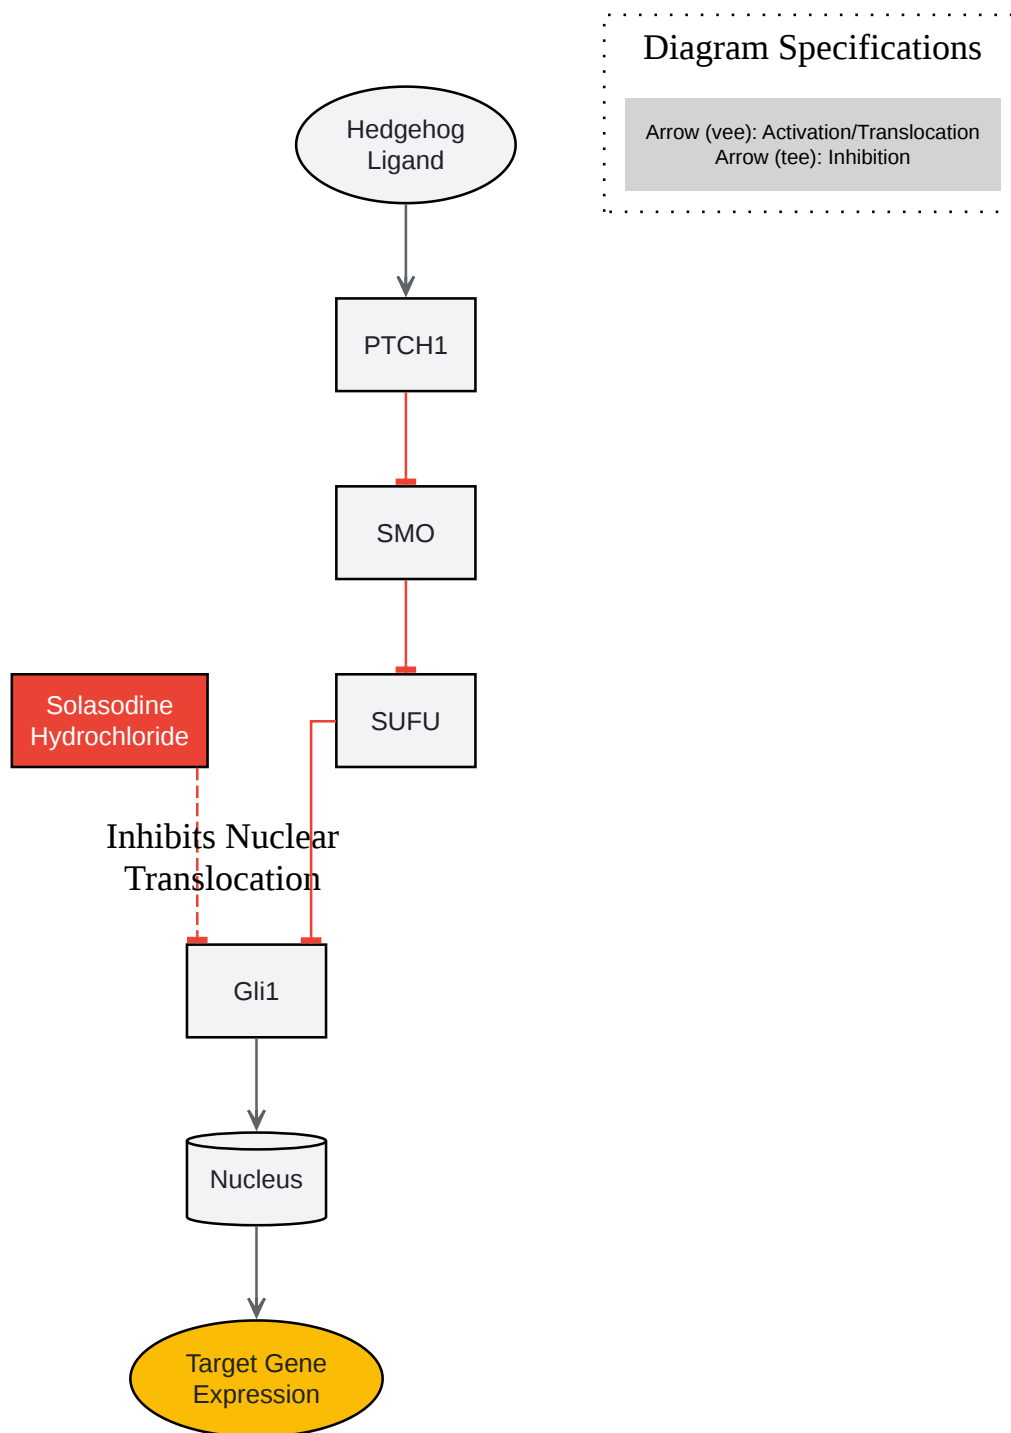 Diagram Specifications
Arrow (vee): Activation/Translocation
Arrow (tee): Inhibition
Hedgehog
Ligand
PTCH1
SMO
SUFU
Solasodine
Hydrochloride
Inhibits Nuclear
Translocation
Gli1
Nucleus
Target Gene
Expression